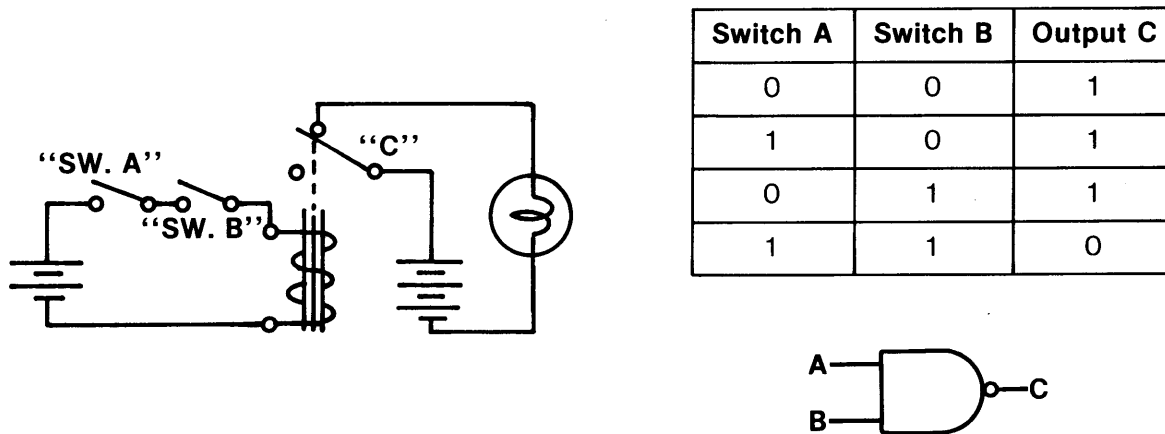 "SW. A"
"SW. B"
"C"
Switch A Switch B Output C
0 0 1
1 0 1
0 1 1
1 1 0
A
B
C